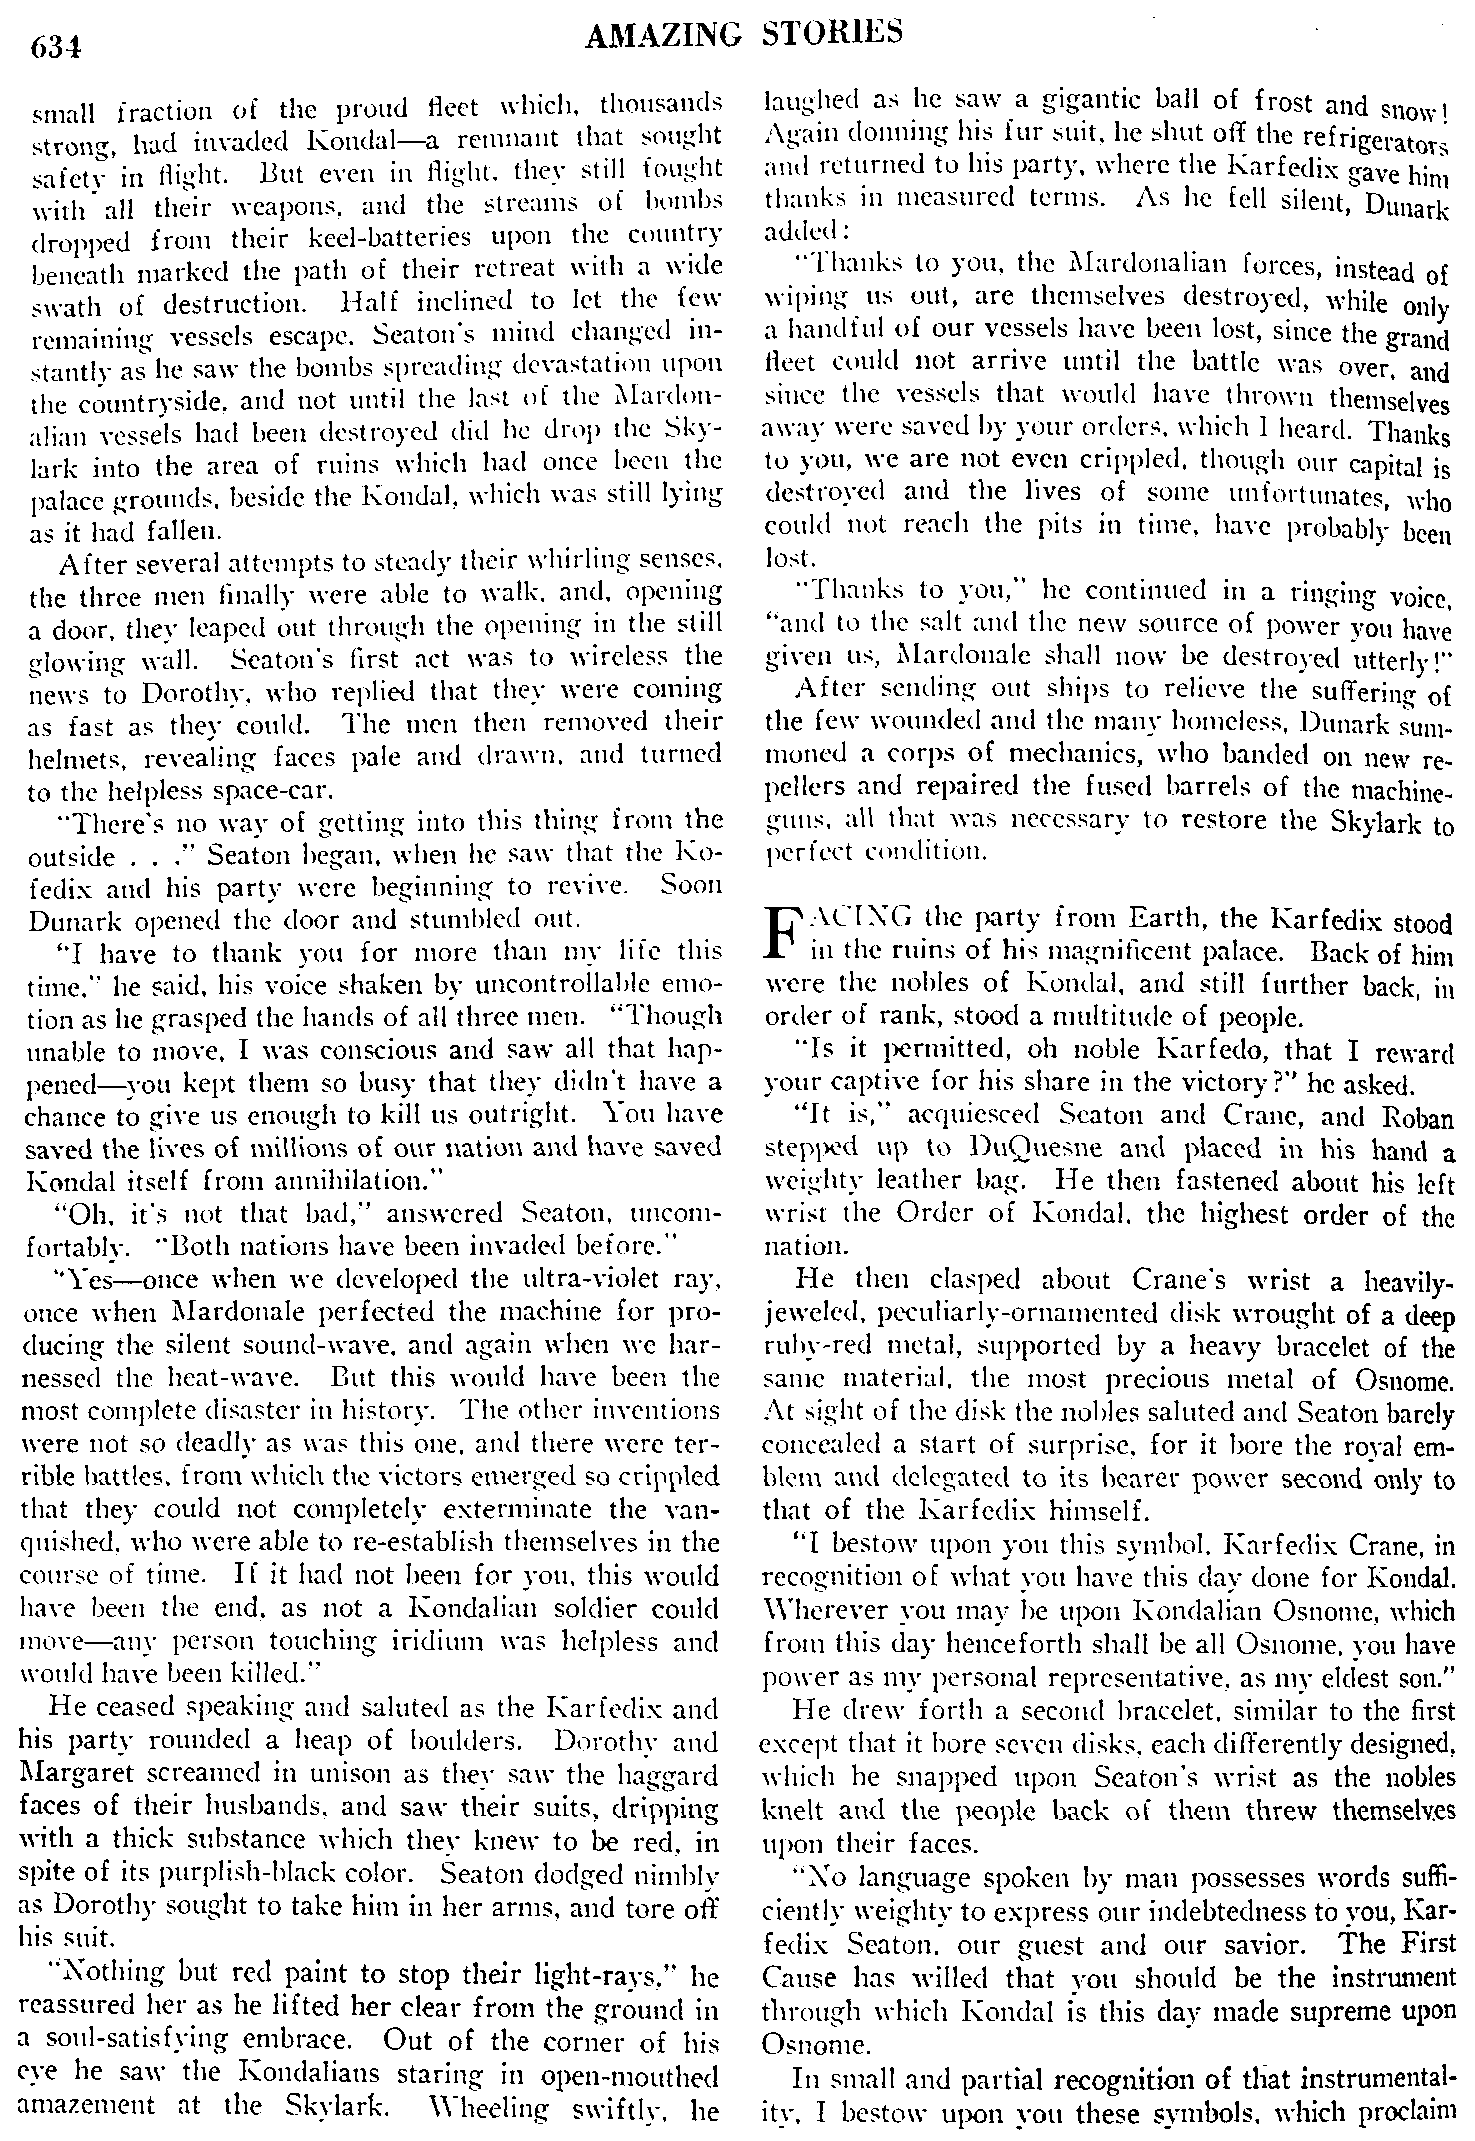 634
AMAZING STORIES
small fraction of the proud fleet which, thousands
strong, had invaded Kondal—a remnant that sought
safety in flight. But even in flight, they still fought
with all their weapons, and the streams of bombs
dropped from their keel-batteries upon the country
beneath marked the path of their retreat with a wide
swath of destruction. Half inclined to let the few
remaining vessels escape, Seaton's mind changed in-
stantly as he saw the bombs spreading devastation upon
the countryside, and not until the last of the Mardon-
alian vessels had been destroyed did he drop the Sky-
lark into the area of ruins which had once been the
palace grounds, beside the Kondal, which was still lying
as it had fallen.
After several attempts to steady their whirling senses,
the three men finally were able to walk, and, opening
a door, they leaped out through the opening in the still
glowing wall. Seaton's first act was to wireless the
news to Dorothy, who replied that they were coming
as fast as they could. The men then removed their
helmets, revealing faces pale and drawn, and turned
to the helpless space-car.
"There's no way of getting into this thing from the
outside . . ." Seaton began, when he saw that the Ko-
fedix and his party were beginning to revive. Soon
Dunark opened the door and stumbled out.
"I have to thank you for more than my life this
time," he said, his voice shaken by uncontrollable emo-
tion as he grasped the hands of all three men. "Though
unable to move, I was conscious and saw all that hap-
pened—you kept them so busy that they didn't have a
chance to give us enough to kill us outright. You have
saved the lives of millions of our nation and have saved
Kondal itself from annihilation."
"Oh, it's not that bad," answered Seaton, uncom-
fortably. "Both nations have been invaded before."
"Yes—once when we developed the ultra-violet ray,
once when Mardonale perfected the machine for pro-
ducing the silent sound-wave, and again when we har-
nessed the heat-wave. But this would have been the
most complete disaster in history. The other inventions
were not so deadly as was this one, and there were ter-
rible battles, from which the victors emerged so crippled
that they could not completely exterminate the van-
quished, who were able to re-establish themselves in the
course of time. If it had not been for you, this would
have been the end, as not a Kondalian soldier could
move—any person touching iridium was helpless and
would have been killed."
He ceased speaking and saluted as the Karfedix and
his party rounded a heap of boulders. Dorothy and
Margaret screamed in unison as they saw the haggard
faces of their husbands, and saw their suits, dripping
with a thick substance which they knew to be red, in
spite of its purplish-black color. Seaton dodged nimbly
as Dorothy sought to take him in her arms, and tore off
his suit.
"Nothing but red paint to stop their light-rays," he
reassured her as he lifted her clear from the ground in
a soul-satisfying embrace. Out of the corner of his
eye he saw the Kondalians staring in open-mouthed
amazement at the Skylark. Wheeling swiftly, he
laughed as he saw a gigantic ball of frost and snow!
Again donning his fur suit, he shut off the refrigerators
and returned to his party, where the Karfedix gave him
thanks in measured terms. As he fell silent, Dunark
added:
"Thanks to you, the Mardonalian forces, instead of
wiping us out, are themselves destroyed, while only
a handful of our vessels have been lost, since the grand
fleet could not arrive until the battle was over, and
since the vessels that would have thrown themselves
away were saved by your orders, which I heard. Thanks
to you, we are not even crippled, though our capital is
destroyed and the lives of some unfortunates, who
could not reach the pits in time, have probably been
lost.
"Thanks to you," he continued in a ringing voice,
"and to the salt and the new source of power you have
given us, Mardonale shall now be destroyed utterly!"
After sending out ships to relieve the suffering of
the few wounded and the many homeless, Dunark sum-
moned a corps of mechanics, who banded on new re-
pellers and repaired the fused barrels of the machine-
guns, all that was necessary to restore the Skylark to
perfect condition.
FACING the party from Earth, the Karfedix stood
in the ruins of his magnificent palace. Back of him
were the nobles of Kondal, and still further back, in
order of rank, stood a multitude of people.
"Is it permitted, oh noble Karfedo, that I reward
your captive for his share in the victory?" he asked.
"It is," acquiesced Seaton and Crane, and Roban
stepped up to DuQuesne and placed in his hand a
weighty leather bag. He then fastened about his left
wrist the Order of Kondal, the highest order of the
nation.
He then clasped about Crane's wrist a heavily-
jeweled, peculiarly-ornamented disk wrought of a deep
ruby-red metal, supported by a heavy bracelet of the
same material, the most precious metal of Osnome.
At sight of the disk the nobles saluted and Seaton barely
concealed a start of surprise, for it bore the royal em-
blem and delegated to its bearer power second only to
that of the Karfedix himself.
"I bestow upon you this symbol, Karfedix Crane, in
recognition of what you have this day done for Kondal.
Wherever you may be upon Kondalian Osnome, which
from this day henceforth shall be all Osnome, you have
power as my personal representative, as my eldest son."
He drew forth a second bracelet, similar to the first
except that it bore seven disks, each differently designed,
which he snapped upon Seaton's wrist as the nobles
knelt and the people back of them threw themselves
upon their faces.
"No language spoken by man possesses words suffi-
ciently weighty to express our indebtedness to you, Kar-
fedix Seaton, our guest and our savior. The First
Cause has willed that you should be the instrument
through which Kondal is this day made supreme upon
Osnome.
In small and partial recognition of that instrumental-
ity, I bestow upon you these symbols, which proclaim